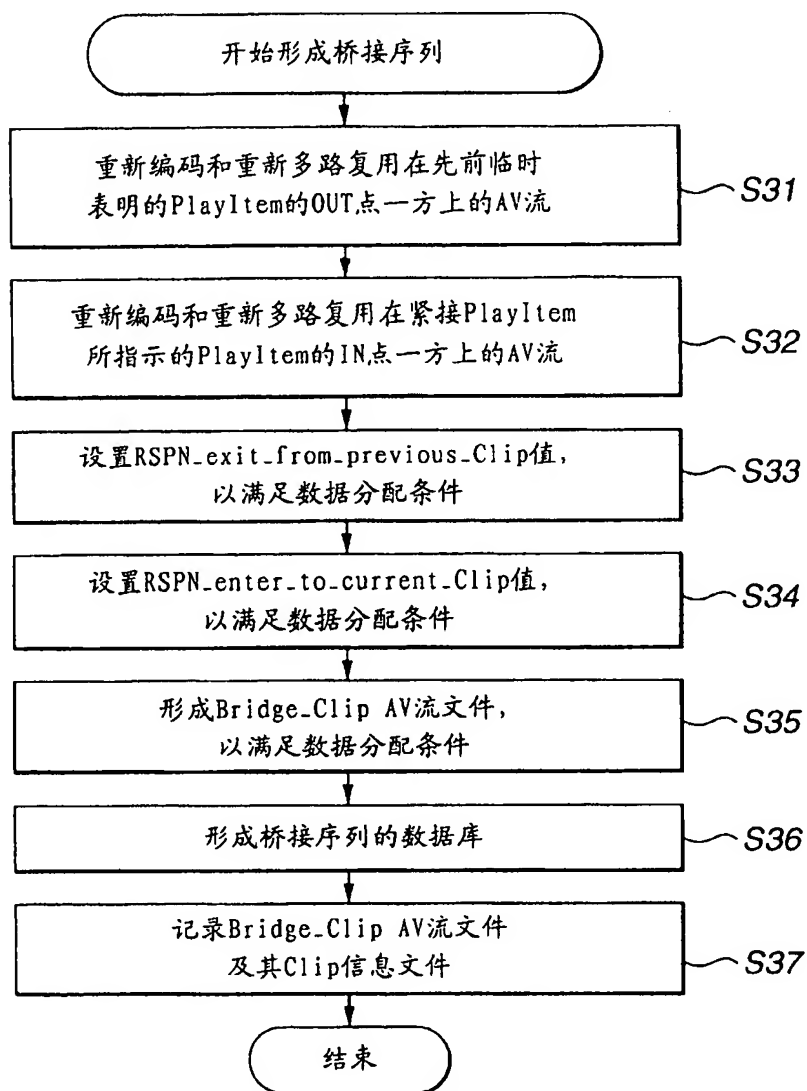 开始形成桥接序列
重新编码和重新多路复用在先前临时
表明的PlayItem的OUT点一方上的AV流
S31
重新编码和重新多路复用在紧接PlayItem
所指示的PlayItem的IN点一方上的AV流
S32
设置RSPN_exit_from_previous_Clip值,
以满足数据分配条件
S33
设置RSPN_enter_to_current_Clip值,
以满足数据分配条件
S34
形成Bridge_Clip AV流文件,
以满足数据分配条件
S35
形成桥接序列的数据库
S36
记录Bridge_Clip AV流文件
及其Clip信息文件
S37
结束